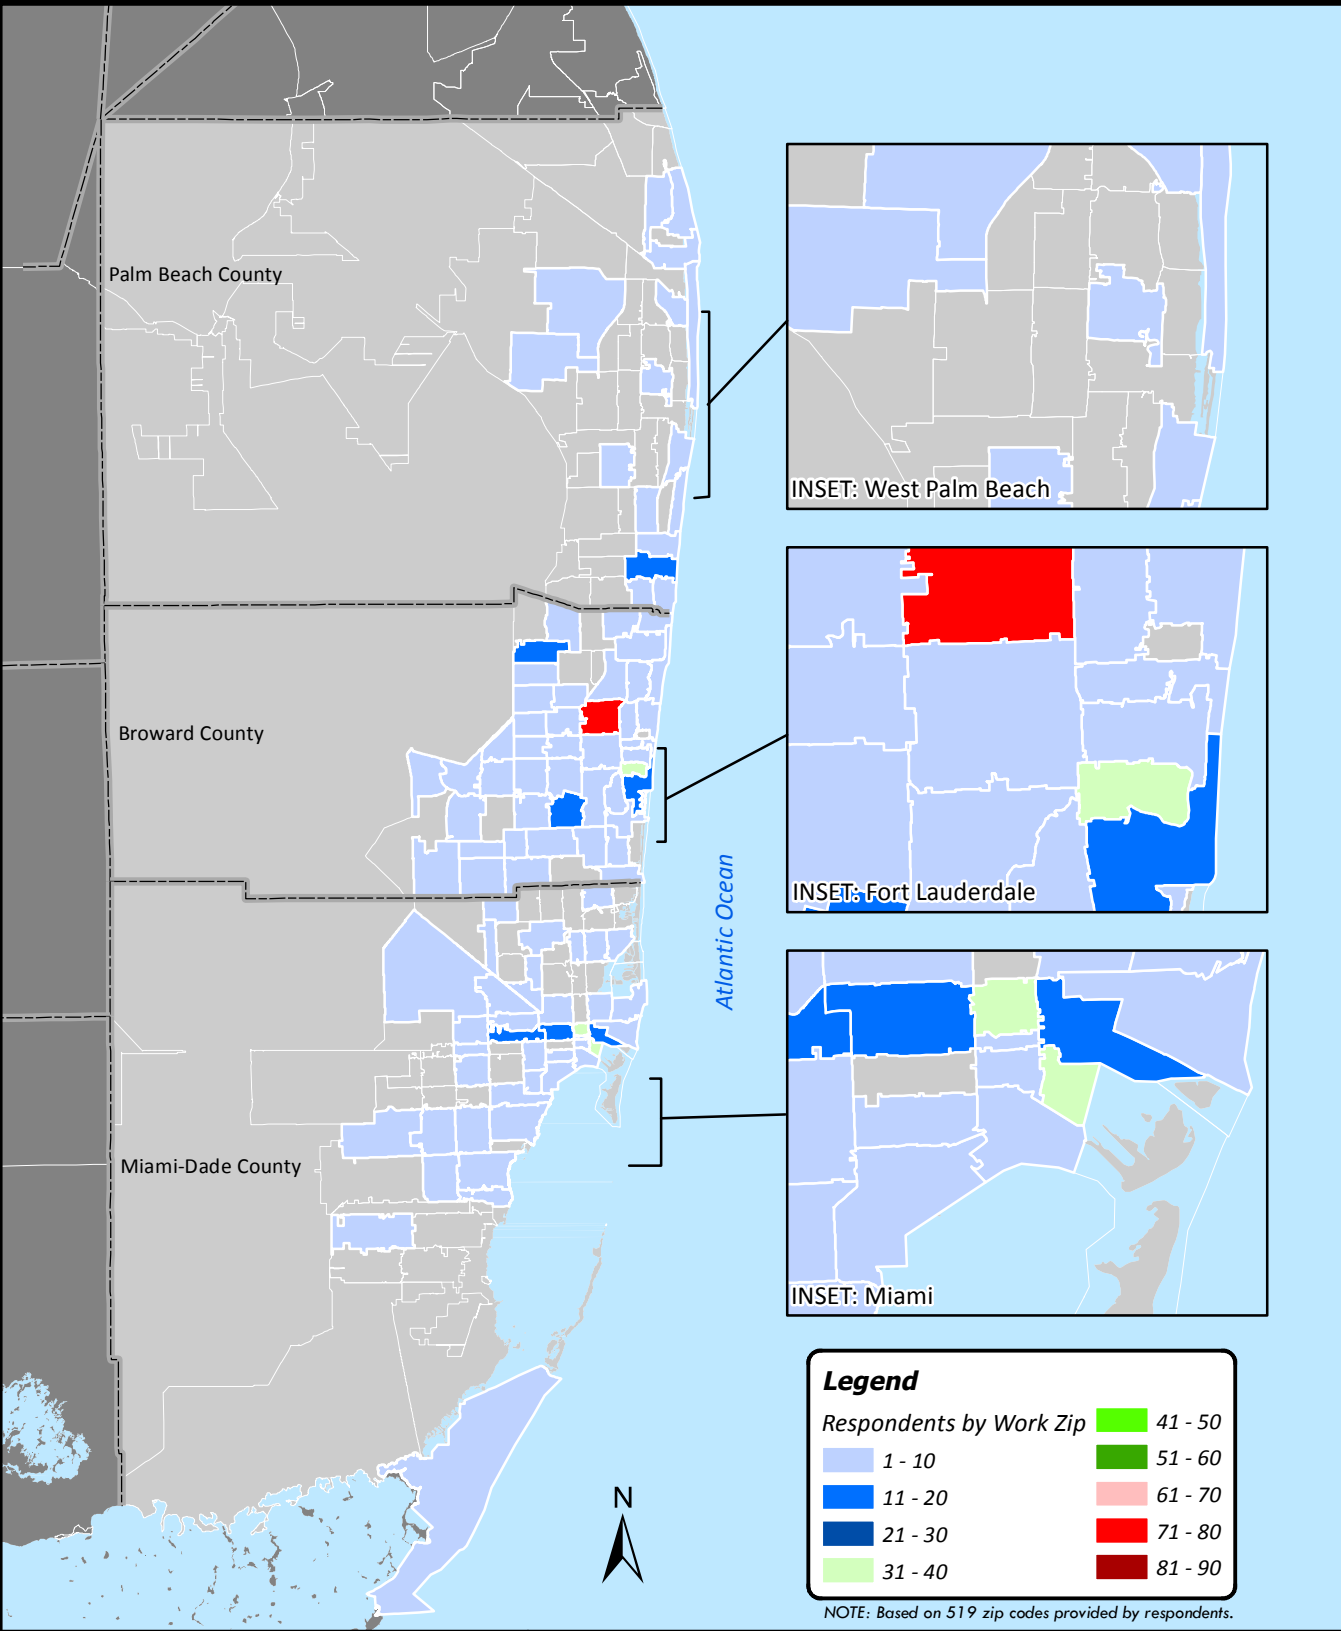 Palm Beach County
INSET: West Palm Beach
Broward County
INSET: Fort Lauderdale
Atlantic Ocean
Miami-Dade County
INSET: Miami
N
Legend
Respondents by Work Zip
1 - 10
11 - 20
21 - 30
31 - 40
41 - 50
51 - 60
61 - 70
71 - 80
81 - 90
NOTE: Based on 519 zip codes provided by respondents.